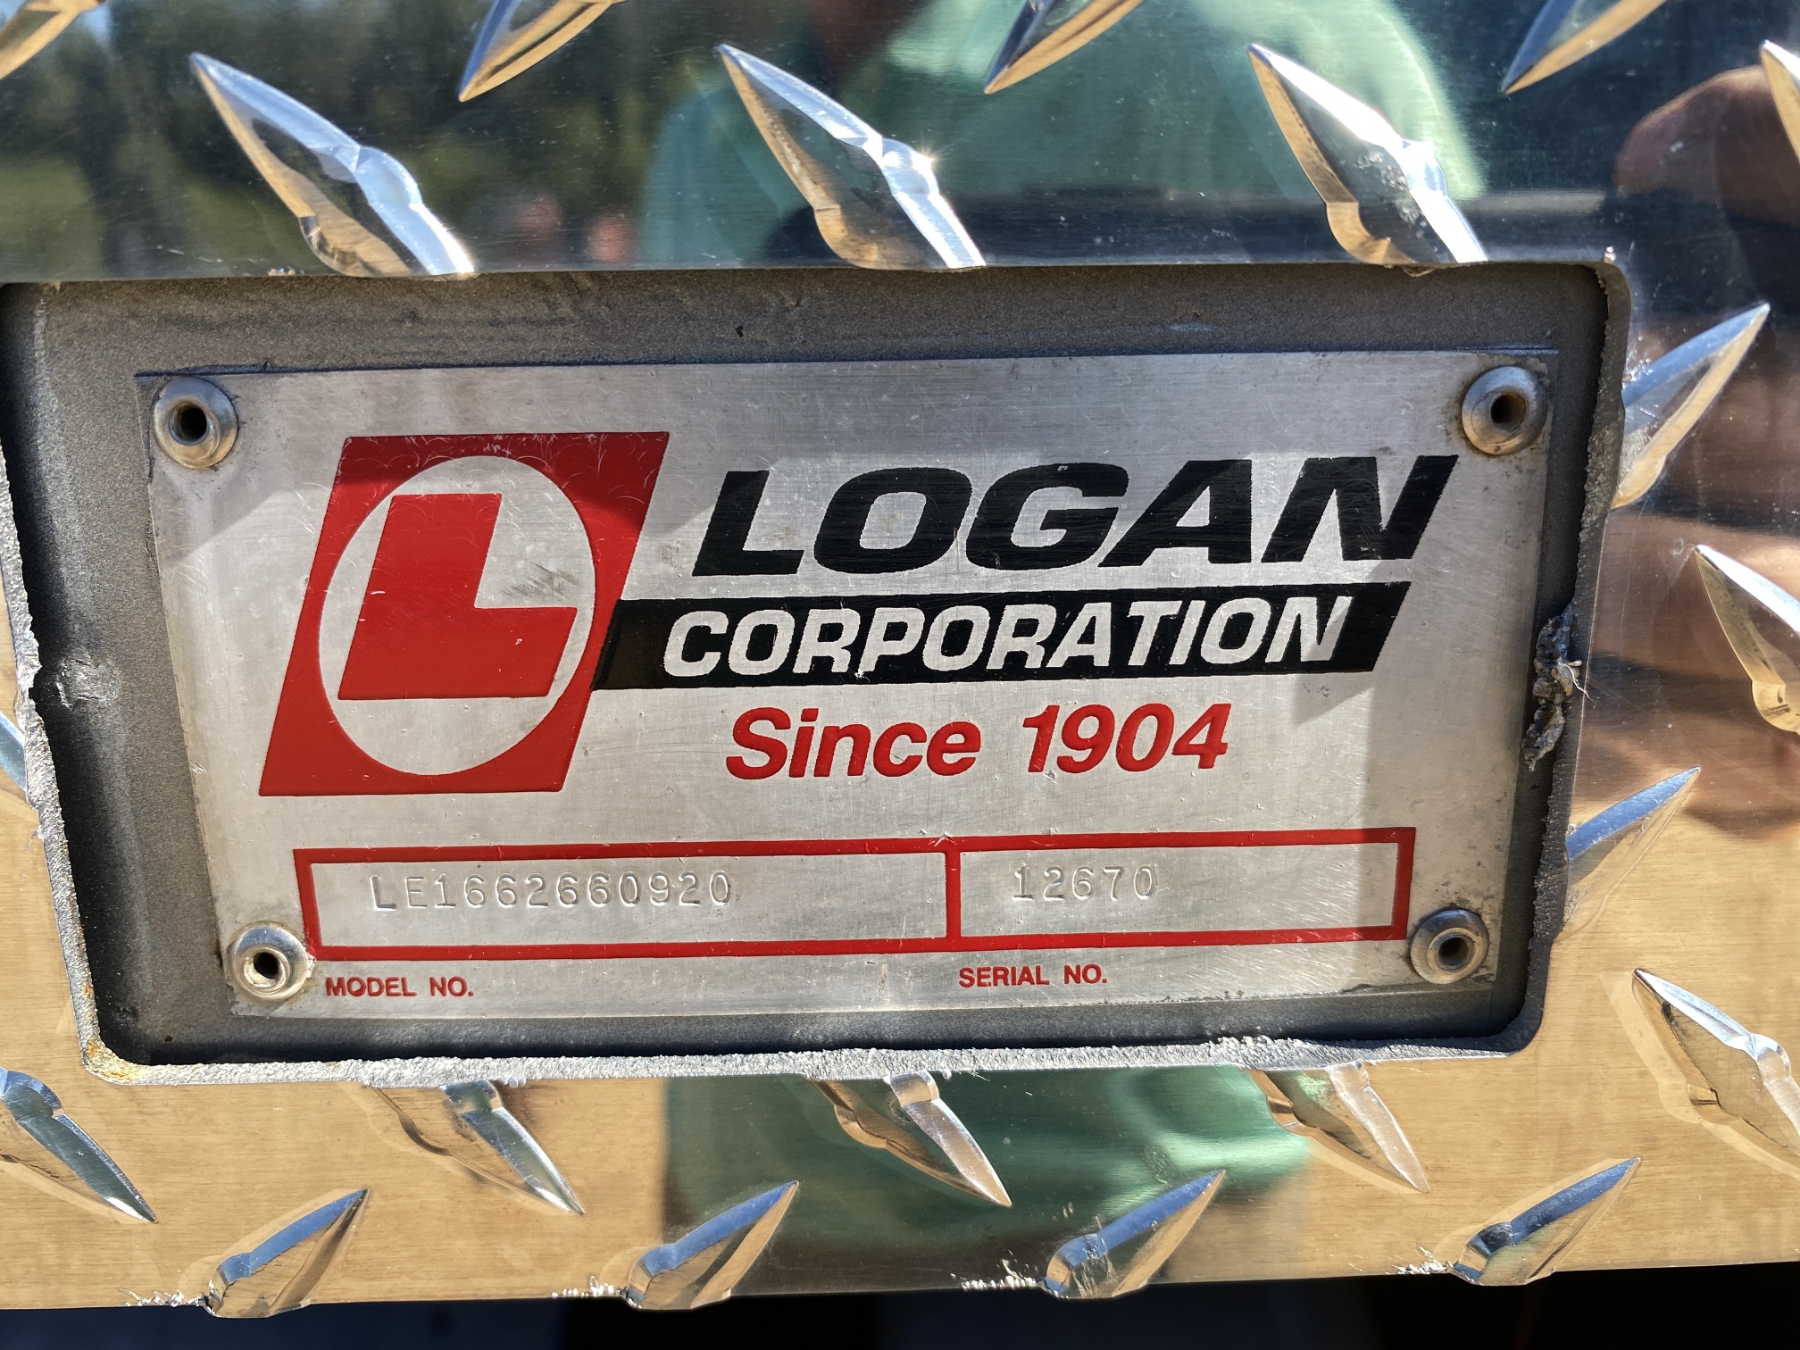 L
LOGAN
CORPORATION
Since 1904
LE1662660920 12670
MODEL NO. SERIAL NO.